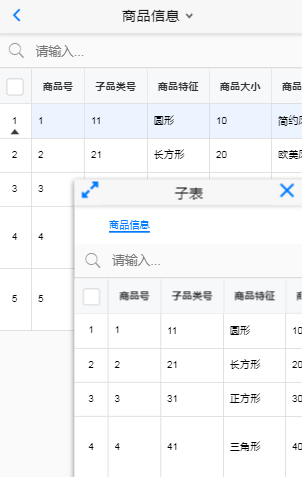 商品信息
请输入...
商品号 子品类号 商品特征 商品大小 商品
1 1 11 圆形 10 简约
2 2 21 长方形 20 欧美
3 3
4 4
5 5
子表
商品信息
请输入...
商品号 子品类号 商品特征
1 1 11 圆形 10
2 2 21 长方形 20
3 3 31 正方形 30
4 4 41 三角形 40